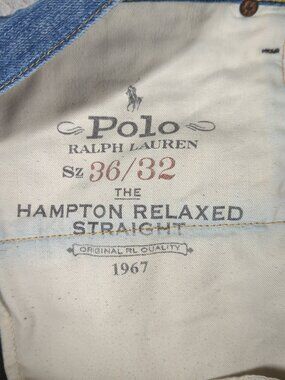 Polo
RALPH LAUREN
SZ 36/32
THE
HAMPTON RELAXED
STRAIGHT
ORIGINAL RL QUALITY
1967